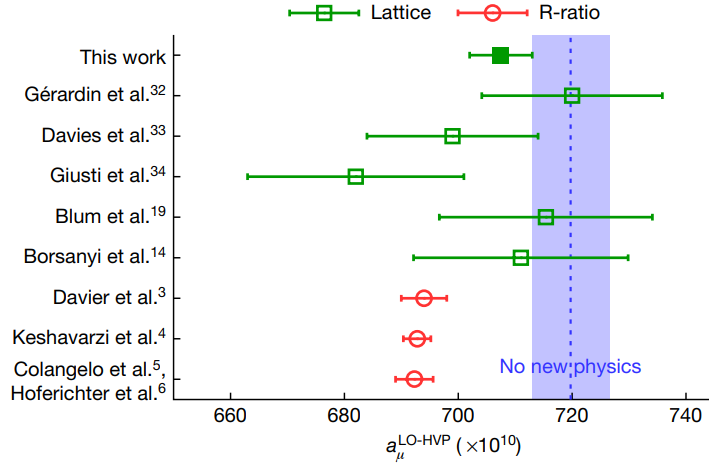 Lattice R-ratio
This work
Gérardin et al.32
Davies et al.33
Giusti et al.34
Blum et al.19
Borsanyi et al.14
Davier et al.3
Keshavarzi et al.4
Colangelo et al.5,
Hoferichter et al.6
No new physics
660 680 700 720 740
aμLO-HVP (×1010)